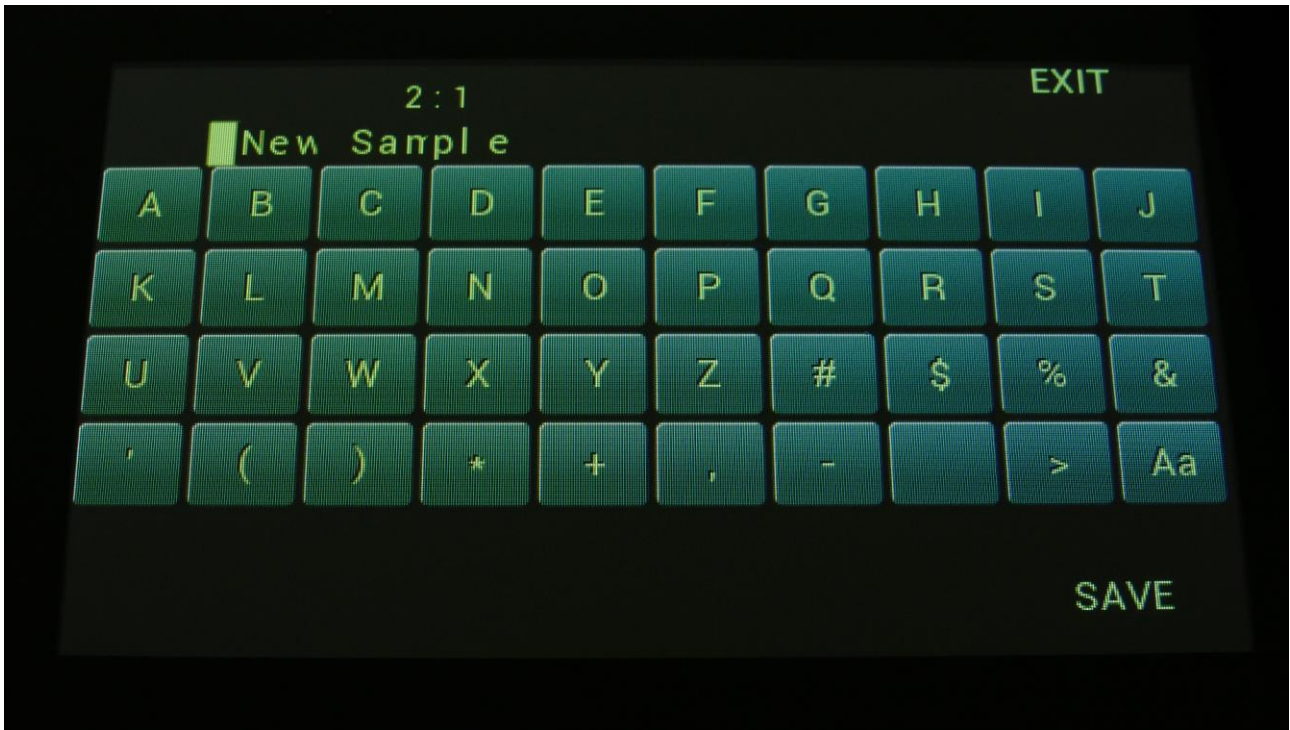 EXIT
2:1
New Sample
A B C D E F G H I J
K L M N O P Q R S T
U V W X Y Z # $ % &
' ( ) * + , - > Aa
SAVE